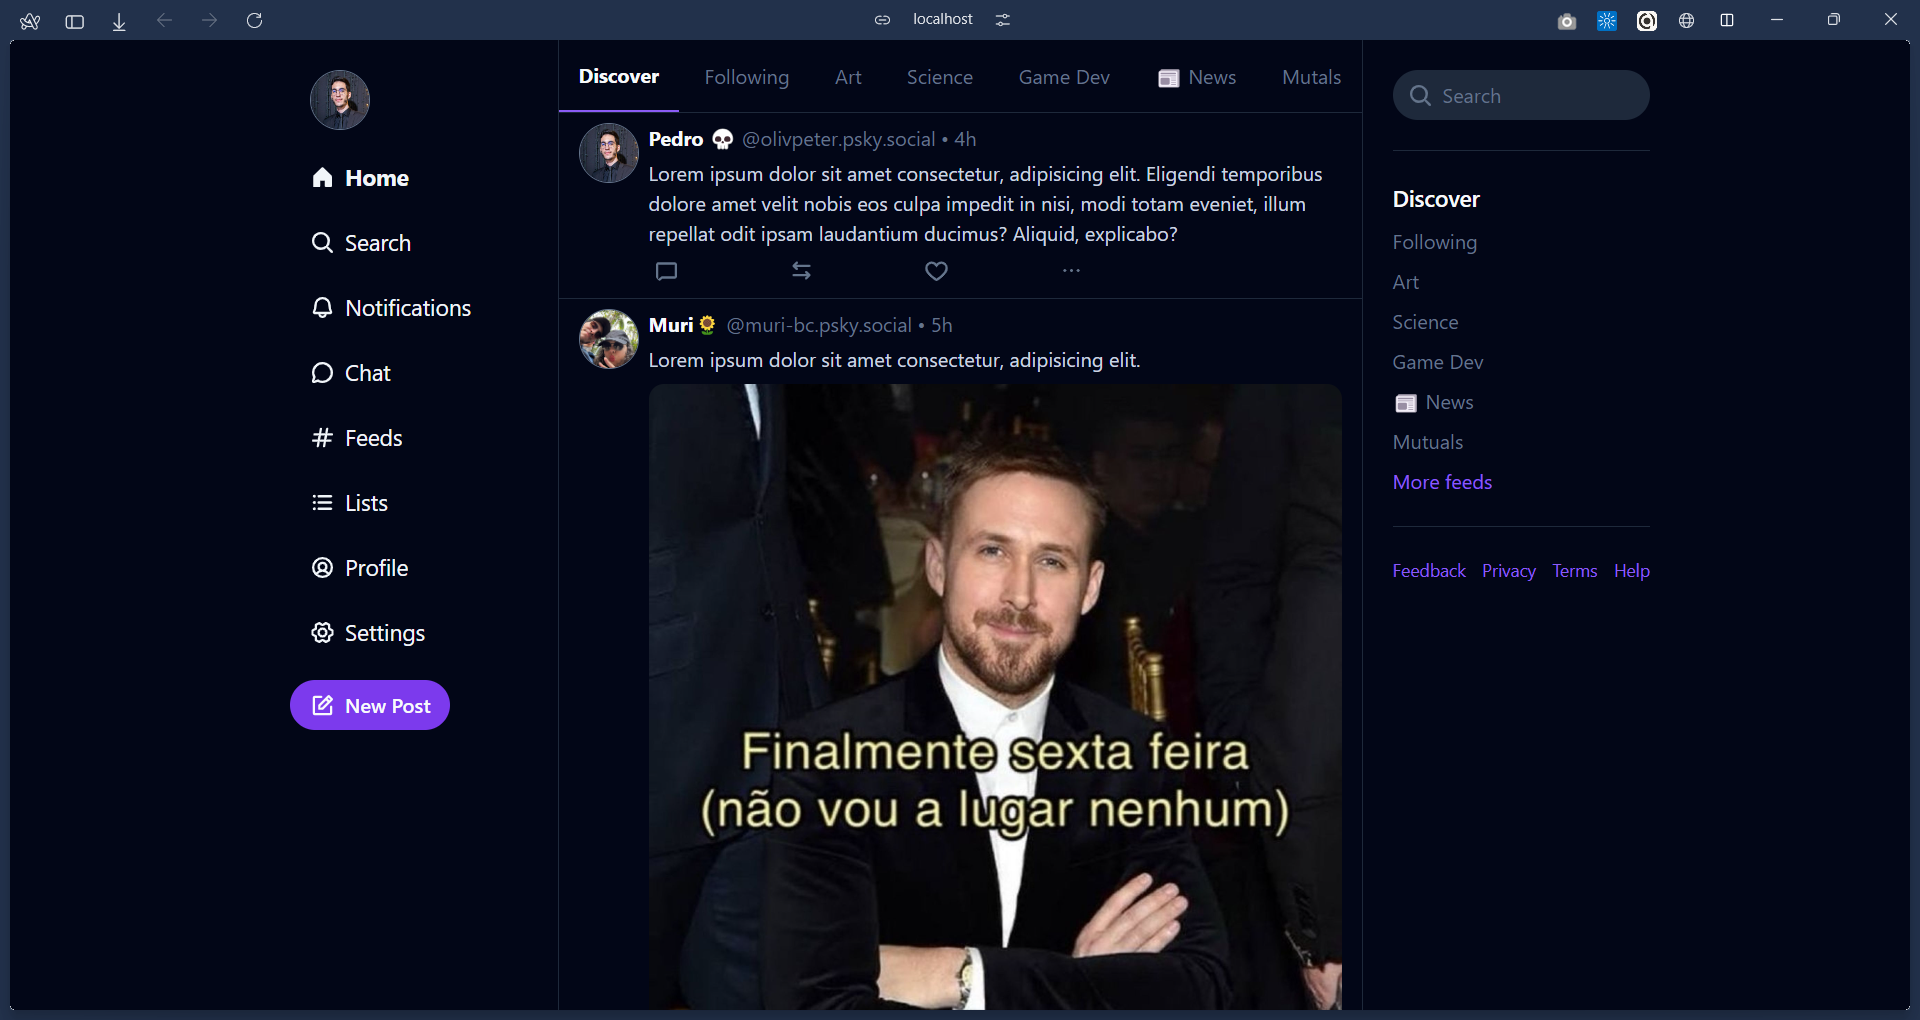 localhost
Home
Search
Notifications
Chat
Feeds
Lists
Profile
Settings
New Post
Discover Following Art Science Game Dev News Mutals
Pedro 💀 @olivpeter.psky.social • 4h
Lorem ipsum dolor sit amet consectetur, adipisicing elit. Eligendi temporibus
dolore amet velit nobis eos culpa impedit in nisi, modi totam eveniet, illum
repellat odit ipsam laudantium ducimus? Aliquid, explicabo?
Muri🌻 @muri-bc.psky.social • 5h
Lorem ipsum dolor sit amet consectetur, adipisicing elit.
Finalmente sexta feira
(não vou a lugar nenhum)
Search
Discover
Following
Art
Science
Game Dev
News
Mutuals
More feeds
Feedback Privacy Terms Help